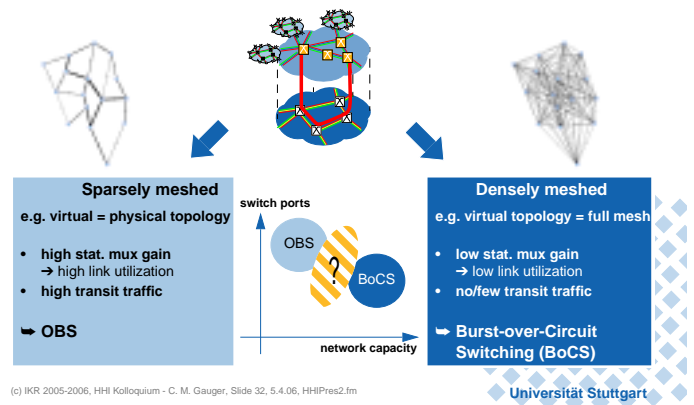 Sparsely meshed
e.g. virtual = physical topology
• high stat. mux gain
➔ high link utilization
• high transit traffic
➥ OBS
switch ports
OBS
?
BoCS
network capacity
Densely meshed
e.g. virtual topology = full mesh
• low stat. mux gain
➔ low link utilization
• no/few transit traffic
➥ Burst-over-Circuit
Switching (BoCS)
(c) IKR 2005-2006, HHI Kolloquium - C. M. Gauger, Slide 32, 5.4.06, HHIPres2.fm
Universität Stuttgart